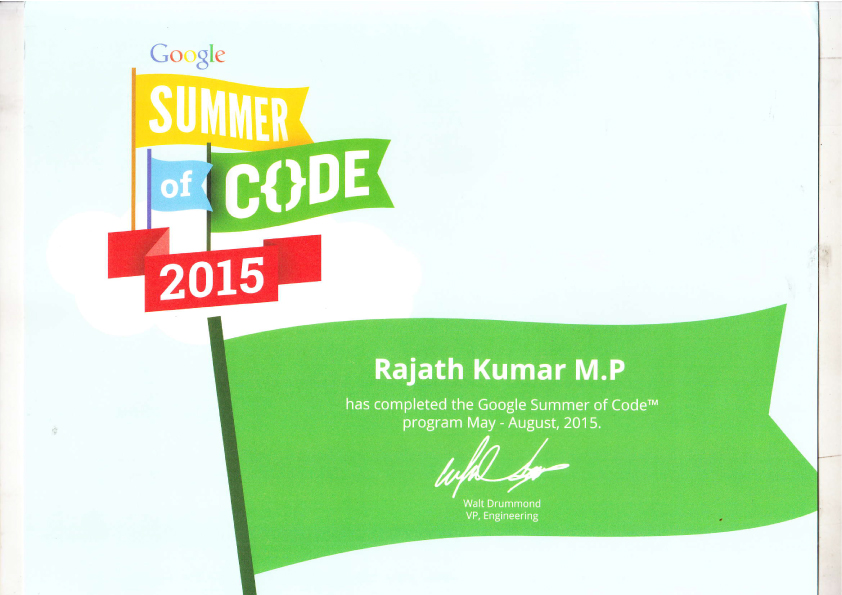 Google
SUMMER
of C{}DE
2015
Rajath Kumar M.P
has completed the Google Summer of Code™
program May - August, 2015.
Walt Drummond
VP, Engineering